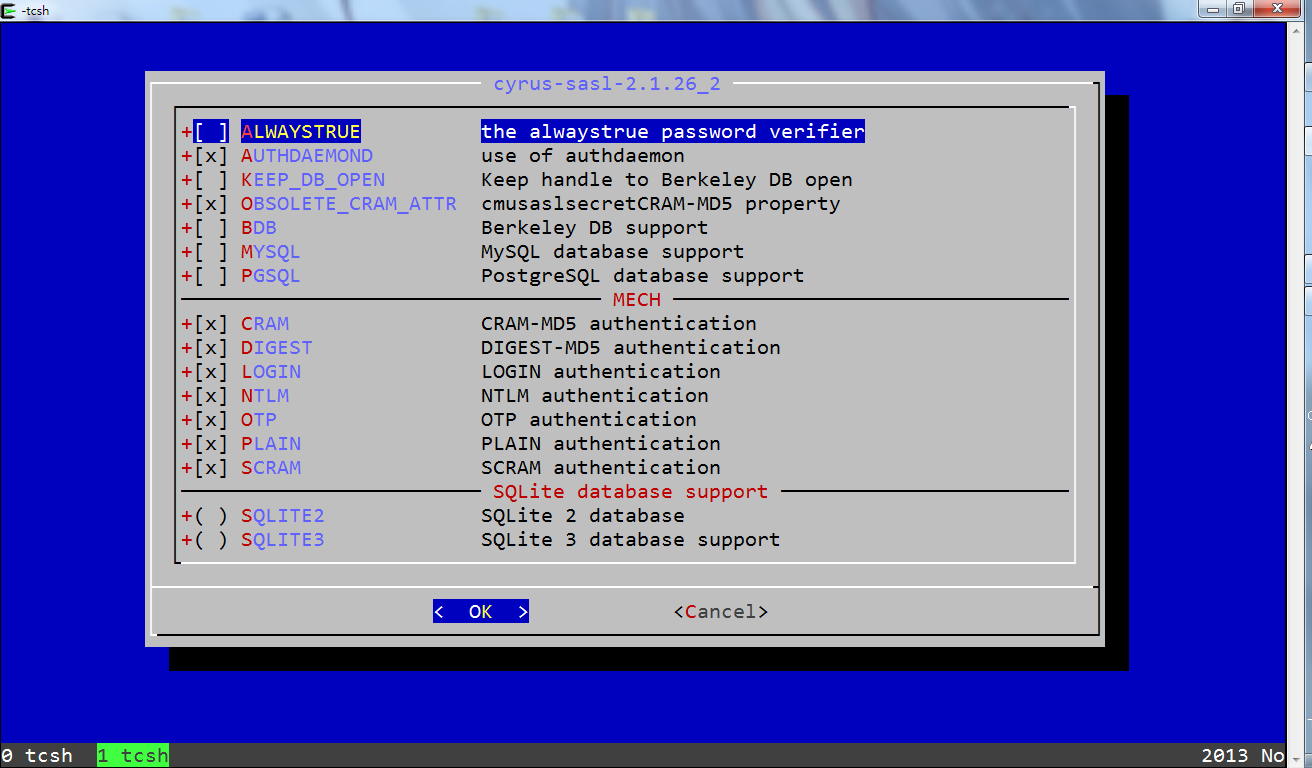 -tcsh
cyrus-sasl-2.1.26_2
+[ ] ALWAYSTRUE the alwaystrue password verifier
+[x] AUTHDAEMOND use of authdaemon
+[ ] KEEP_DB_OPEN Keep handle to Berkeley DB open
+[x] OBSOLETE_CRAM_ATTR cmusaslsecretCRAM-MD5 property
+[ ] BDB Berkeley DB support
+[ ] MYSQL MySQL database support
+[ ] PGSQL PostgreSQL database support
MECH
+[x] CRAM CRAM-MD5 authentication
+[x] DIGEST DIGEST-MD5 authentication
+[x] LOGIN LOGIN authentication
+[x] NTLM NTLM authentication
+[x] OTP OTP authentication
+[x] PLAIN PLAIN authentication
+[x] SCRAM SCRAM authentication
SQLite database support
+( ) SQLITE2 SQLite 2 database
+( ) SQLITE3 SQLite 3 database support
< OK > <Cancel>
0 tcsh 1 tcsh 2013 No